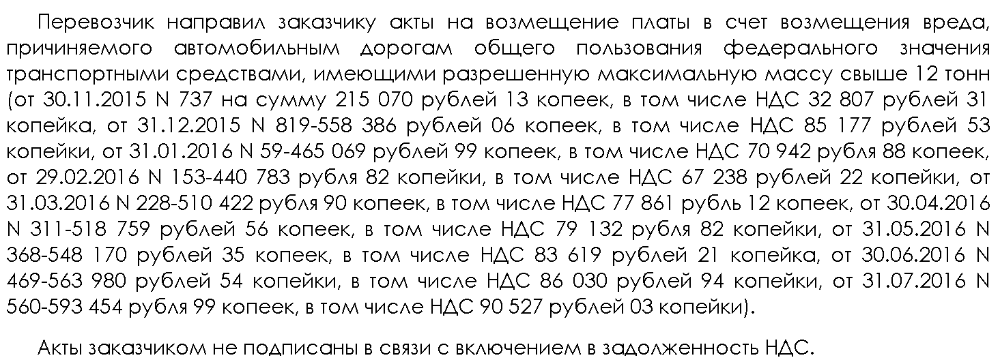 Перевозчик направил заказчику акты на возмещение платы в счет возмещения вреда,
причиняемого автомобильным дорогам общего пользования федерального значения
транспортными средствами, имеющими разрешенную максимальную массу свыше 12 тонн
(от 30.11.2015 N 737 на сумму 215 070 рублей 13 копеек, в том числе НДС 32 807 рублей 31
копейка, от 31.12.2015 N 819-558 386 рублей 06 копеек, в том числе НДС 85 177 рублей 53
копейки, от 31.01.2016 N 59-465 069 рублей 99 копеек, в том числе НДС 70 942 рубля 88 копеек,
от 29.02.2016 N 153-440 783 рубля 82 копейки, в том числе НДС 67 238 рублей 22 копейки, от
31.03.2016 N 228-510 422 рубля 90 копеек, в том числе НДС 77 861 рубль 12 копеек, от 30.04.2016
N 311-518 759 рублей 56 копеек, в том числе НДС 79 132 рубля 82 копейки, от 31.05.2016 N
368-548 170 рублей 35 копеек, в том числе НДС 83 619 рублей 21 копейка, от 30.06.2016 N
469-563 980 рублей 54 копейки, в том числе НДС 86 030 рублей 94 копейки, от 31.07.2016 N
560-593 454 рубля 99 копеек, в том числе НДС 90 527 рублей 03 копейки).
Акты заказчиком не подписаны в связи с включением в задолженность НДС.